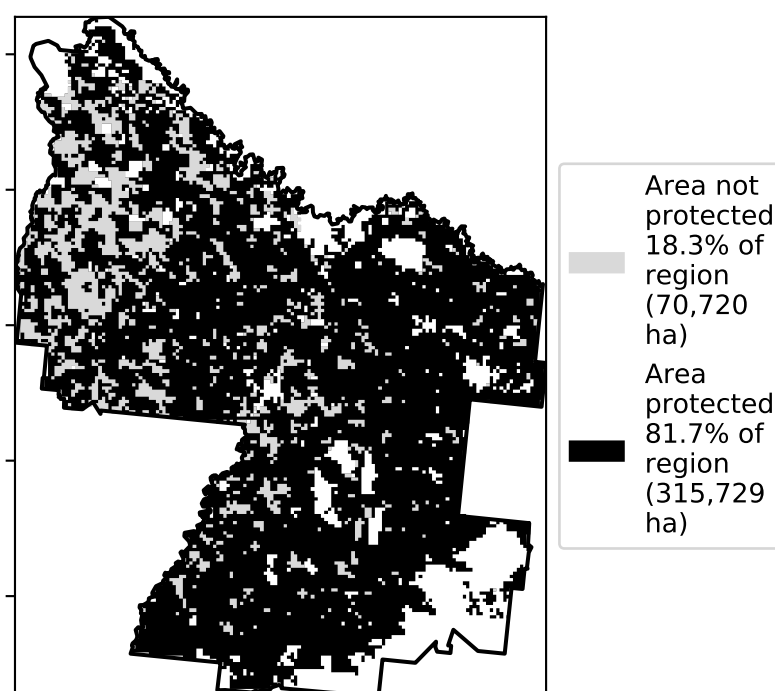 Area not
protected
18.3% of
region
(70,720
ha)
Area
protected
81.7% of
region
(315,729
ha)